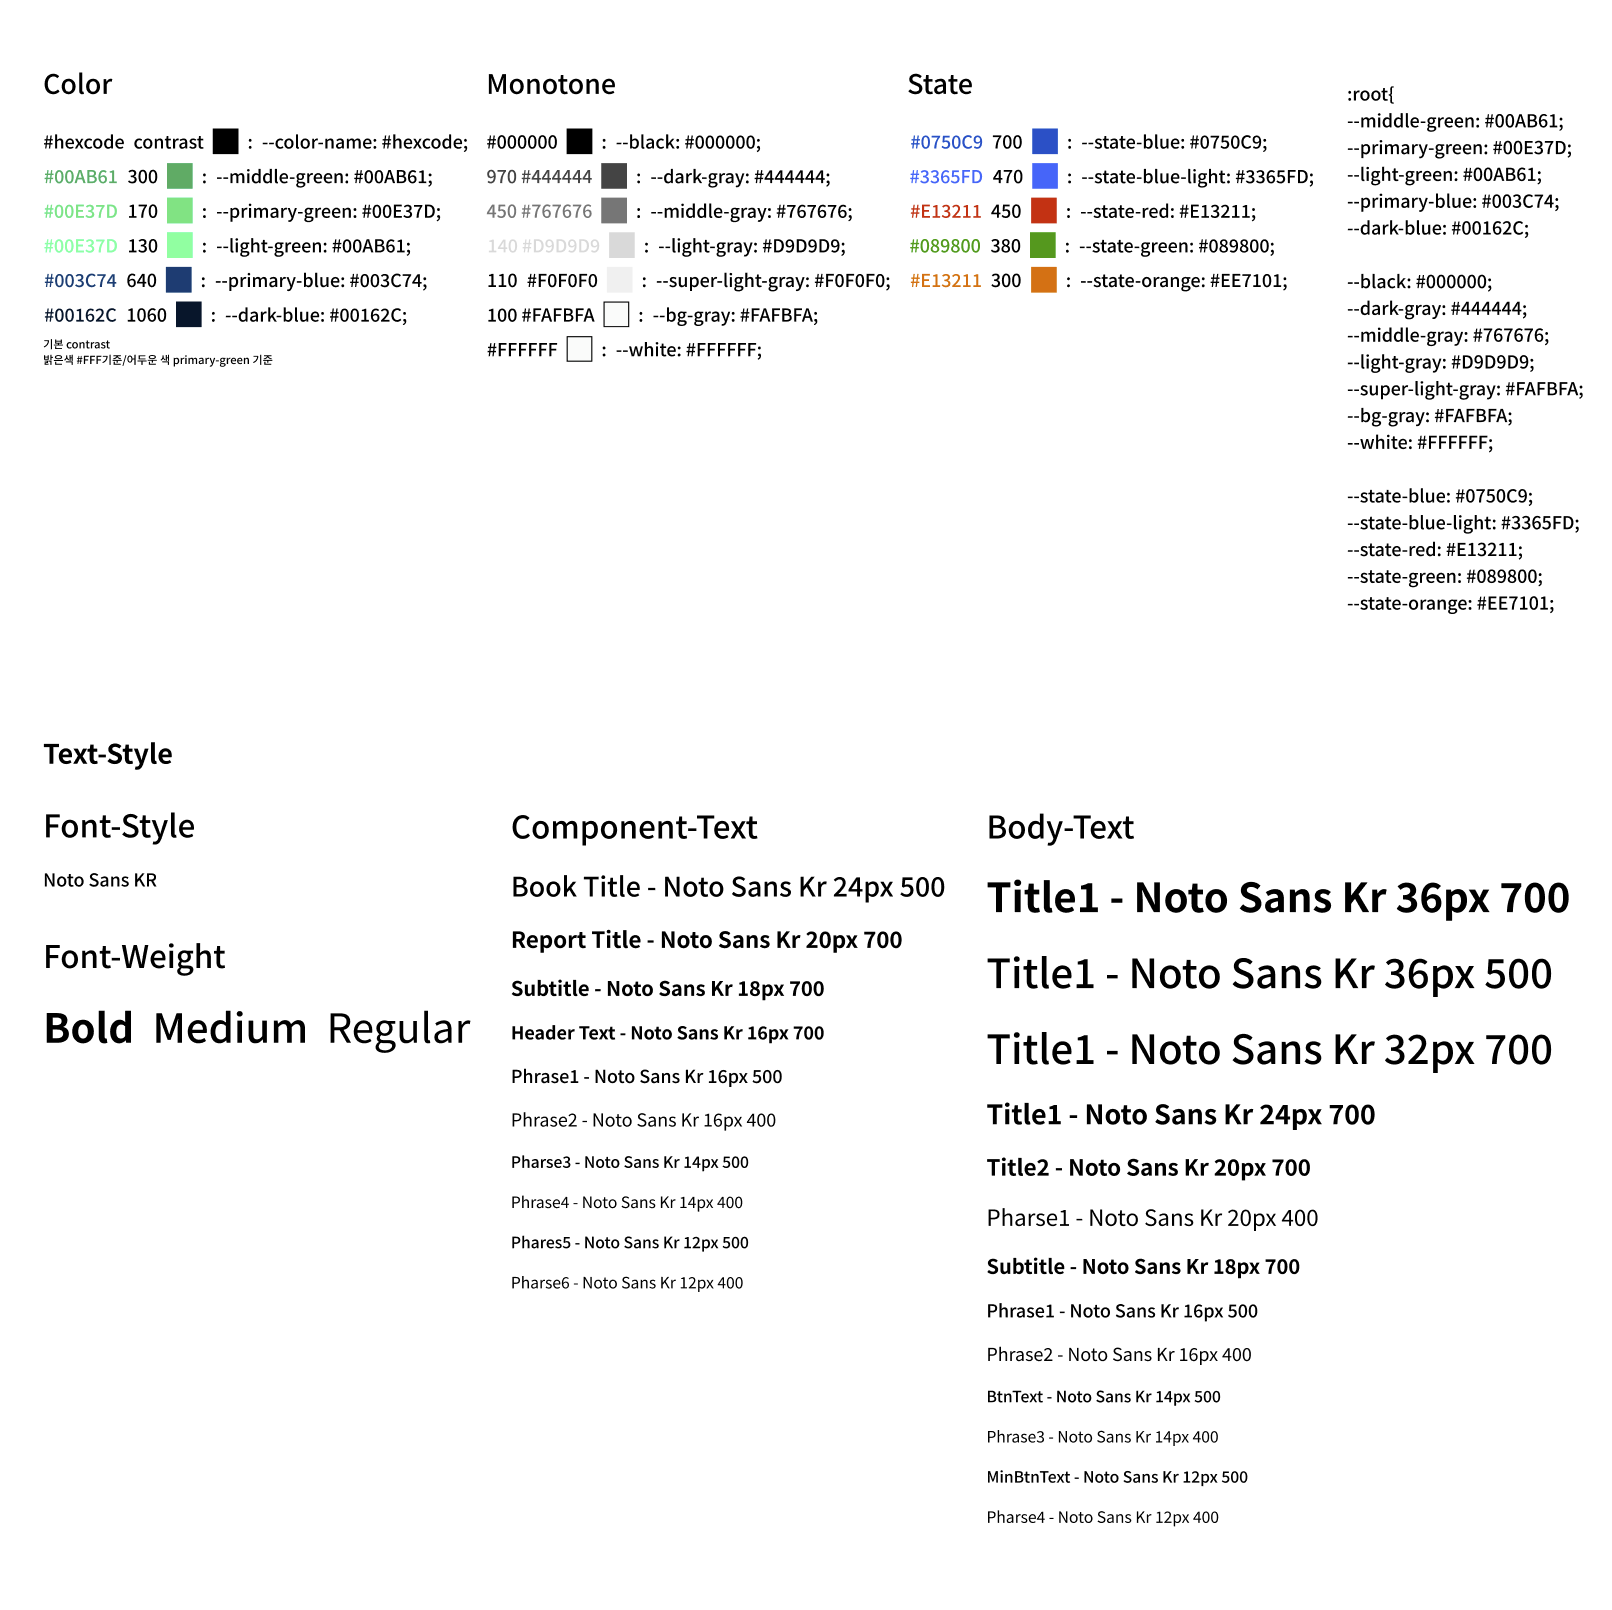 Color
#hexcode contrast : --color-name: #hexcode;
#00AB61 300 : --middle-green: #00AB61;
#00E37D 170 : --primary-green: #00E37D;
#00E37D 130 : --light-green: #00AB61;
#003C74 640 : --primary-blue: #003C74;
#00162C 1060 : --dark-blue: #00162C;
기본 contrast
밝은색 #FFF기준/어두운 색 primary-green 기준
Monotone
#000000 : --black: #000000;
970 #444444 : --dark-gray: #444444;
450 #767676 : --middle-gray: #767676;
140 #D9D9D9 : --light-gray: #D9D9D9;
110 #F0F0F0 : --super-light-gray: #F0F0F0;
100 #FAFBFA : --bg-gray: #FAFBFA;
#FFFFFF : --white: #FFFFFF;
State
#0750C9 700 : --state-blue: #0750C9;
#3365FD 470 : --state-blue-light: #3365FD;
#E13211 450 : --state-red: #E13211;
#089800 380 : --state-green: #089800;
#E13211 300 : --state-orange: #EE7101;
:root{
--middle-green: #00AB61;
--primary-green: #00E37D;
--light-green: #00AB61;
--primary-blue: #003C74;
--dark-blue: #00162C;
--black: #000000;
--dark-gray: #444444;
--middle-gray: #767676;
--light-gray: #D9D9D9;
--super-light-gray: #FAFBFA;
--bg-gray: #FAFBFA;
--white: #FFFFFF;
--state-blue: #0750C9;
--state-blue-light: #3365FD;
--state-red: #E13211;
--state-green: #089800;
--state-orange: #EE7101;
Text-Style
Font-Style
Noto Sans KR
Font-Weight
Bold Medium Regular
Component-Text
Book Title - Noto Sans Kr 24px 500
Report Title - Noto Sans Kr 20px 700
Subtitle - Noto Sans Kr 18px 700
Header Text - Noto Sans Kr 16px 700
Phrase1 - Noto Sans Kr 16px 500
Phrase2 - Noto Sans Kr 16px 400
Pharse3 - Noto Sans Kr 14px 500
Phrase4 - Noto Sans Kr 14px 400
Phares5 - Noto Sans Kr 12px 500
Pharse6 - Noto Sans Kr 12px 400
Body-Text
Title1 - Noto Sans Kr 36px 700
Title1 - Noto Sans Kr 36px 500
Title1 - Noto Sans Kr 32px 700
Title1 - Noto Sans Kr 24px 700
Title2 - Noto Sans Kr 20px 700
Pharse1 - Noto Sans Kr 20px 400
Subtitle - Noto Sans Kr 18px 700
Phrase1 - Noto Sans Kr 16px 500
Phrase2 - Noto Sans Kr 16px 400
BtnText - Noto Sans Kr 14px 500
Phrase3 - Noto Sans Kr 14px 400
MinBtnText - Noto Sans Kr 12px 500
Pharse4 - Noto Sans Kr 12px 400